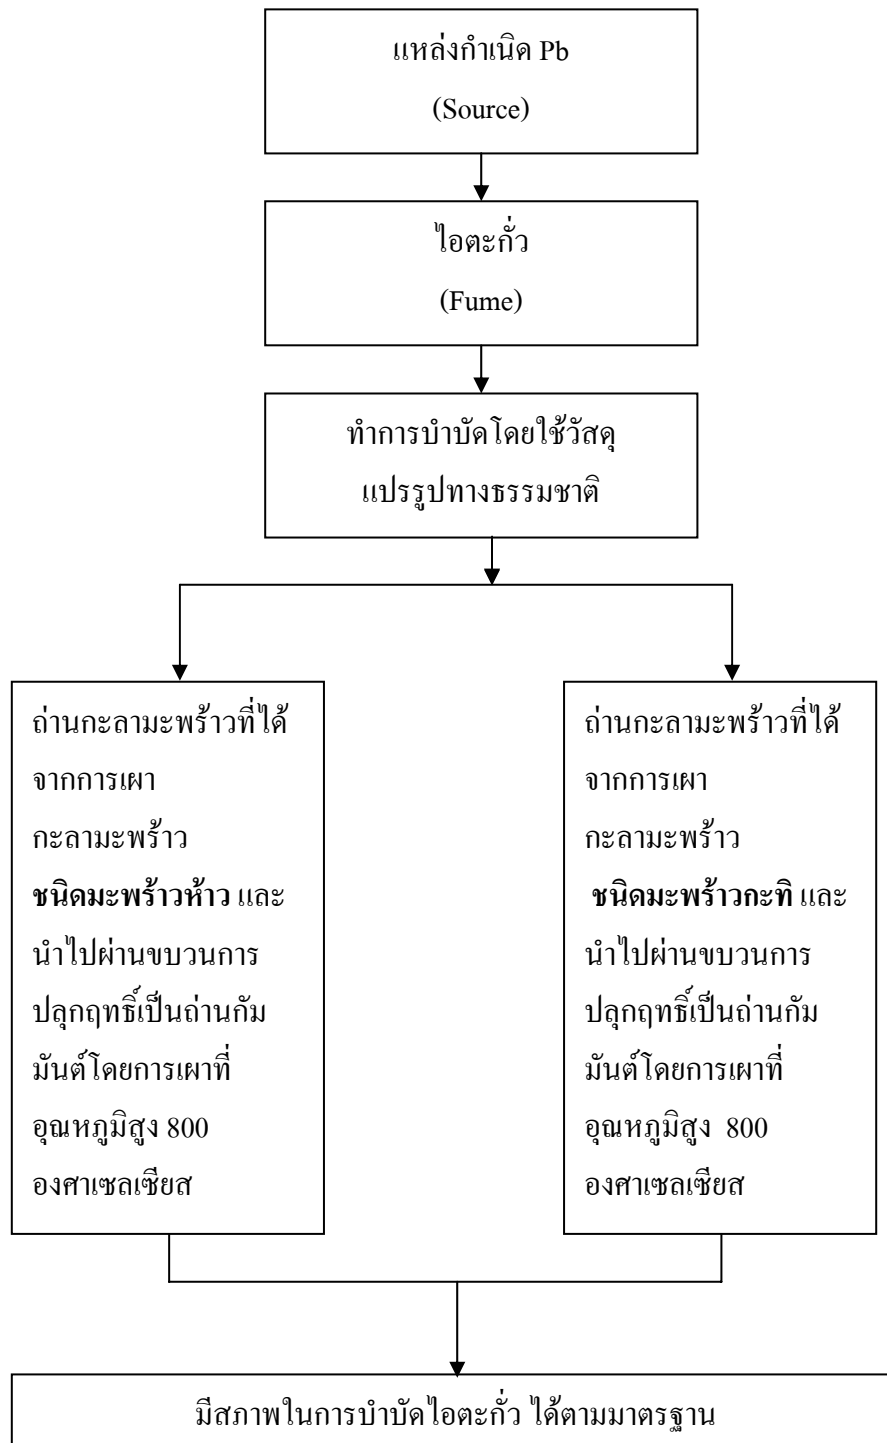 แหล่งกำเนิด Pb
(Source)
ไอตะกั่ว
(Fume)
ทำการบำบัดโดยใช้วัสดุ
แปรรูปทางธรรมชาติ
ถ่านกะลามะพร้าวที่ได้
จากการเผา
กะลามะพร้าว
ชนิดมะพร้าวห้าว และ
นำไปผ่านขบวนการ
ปลุกฤทธิ์เป็นถ่านกัม
มันต์โดยการเผาที่
อุณหภูมิสูง 800
องศาเซลเซียส
ถ่านกะลามะพร้าวที่ได้
จากการเผา
กะลามะพร้าว
ชนิดมะพร้าวกะทิ และ
นำไปผ่านขบวนการ
ปลุกฤทธิ์เป็นถ่านกัม
มันต์โดยการเผาที่
อุณหภูมิสูง 800
องศาเซลเซียส
มีสภาพในการบำบัดไอตะกั่ว ได้ตามมาตรฐาน